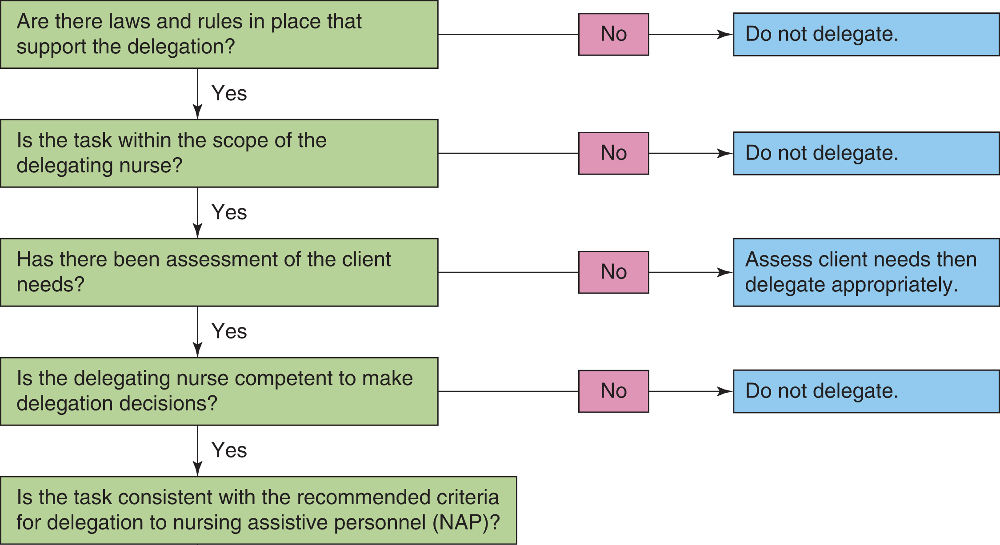 Are there laws and rules in place that
support the delegation?
No
Do not delegate.
Yes
Is the task within the scope of the
delegating nurse?
No
Do not delegate.
Yes
Has there been assessment of the client
needs?
No
Assess client needs then
delegate appropriately.
Yes
Is the delegating nurse competent to make
delegation decisions?
No
Do not delegate.
Yes
Is the task consistent with the recommended criteria
for delegation to nursing assistive personnel (NAP)?